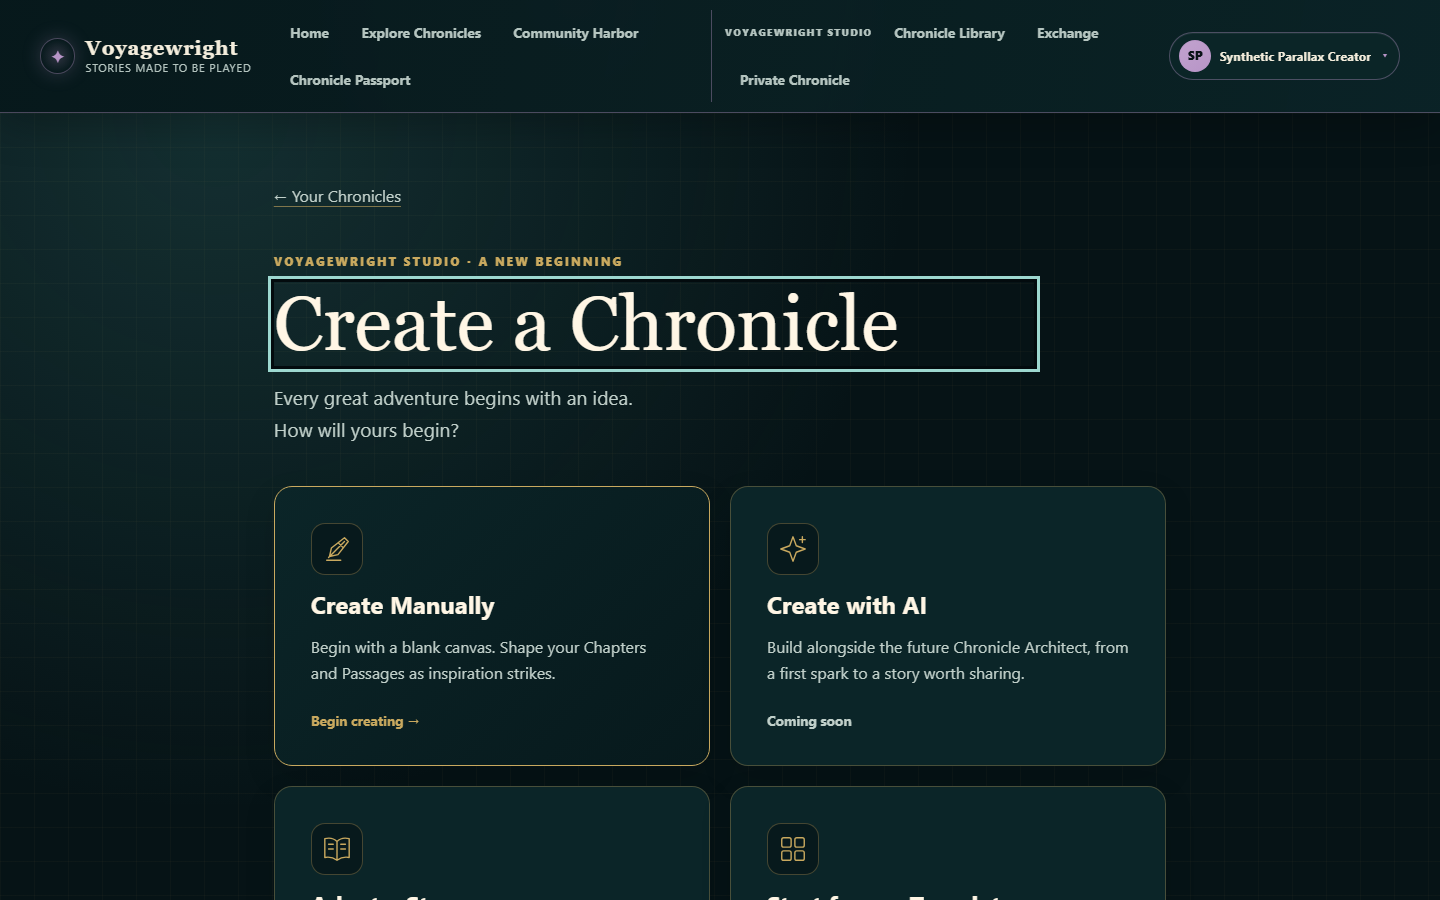 Voyagewright
STORIES MADE TO BE PLAYED
Home
Explore Chronicles
Community Harbor
Chronicle Passport
VOYAGEWRIGHT STUDIO
Chronicle Library
Exchange
Private Chronicle
SP
Synthetic Parallax Creator
← Your Chronicles
VOYAGEWRIGHT STUDIO · A NEW BEGINNING
Create a Chronicle
Every great adventure begins with an idea.
How will yours begin?
Create Manually
Begin with a blank canvas. Shape your Chapters
and Passages as inspiration strikes.
Begin creating →
Create with AI
Build alongside the future Chronicle Architect, from
a first spark to a story worth sharing.
Coming soon